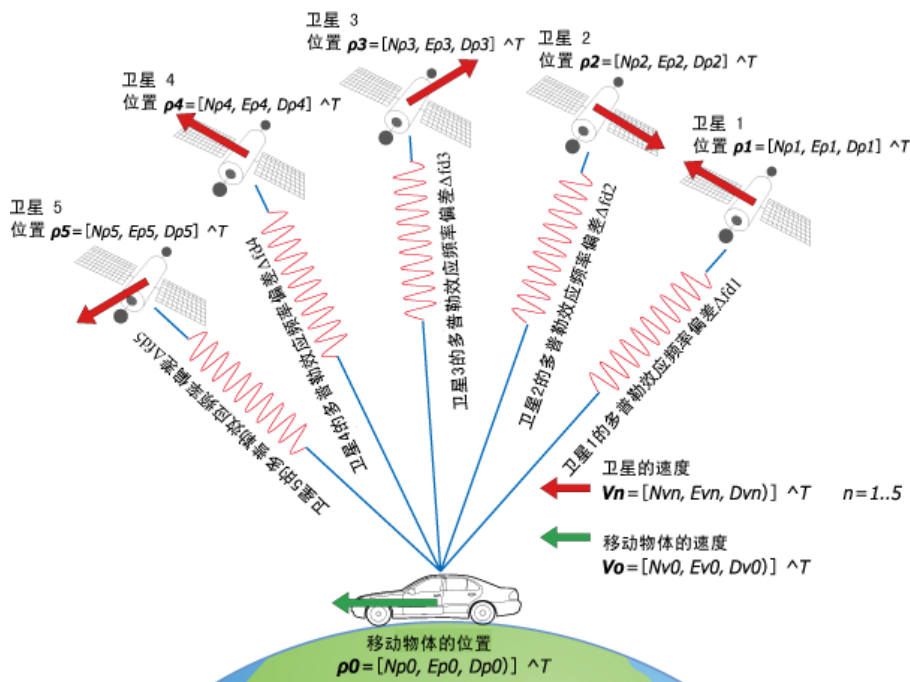 卫星 3
位置 ρ3=[Np3, Ep3, Dp3] ^T
卫星 2
位置 ρ2=[Np2, Ep2, Dp2] ^T
卫星 4
位置 ρ4=[Np4, Ep4, Dp4] ^T
卫星 1
位置 ρ1=[Np1, Ep1, Dp1] ^T
卫星 5
位置 ρ5=[Np5, Ep5, Dp5] ^T
卫星5的多普勒效应频率偏差Δfd5
卫星4的多普勒效应频率偏差Δfd4
卫星3的多普勒效应频率偏差Δfd3
卫星2的多普勒效应频率偏差Δfd2
卫星1的多普勒效应频率偏差Δfd1
卫星的速度
Vn=[Nvn, Evn, Dvn)] ^T n=1..5
移动物体的速度
Vo=[Nv0, Ev0, Dv0)] ^T
移动物体的位置
ρ0=[Np0, Ep0, Dp0)] ^T